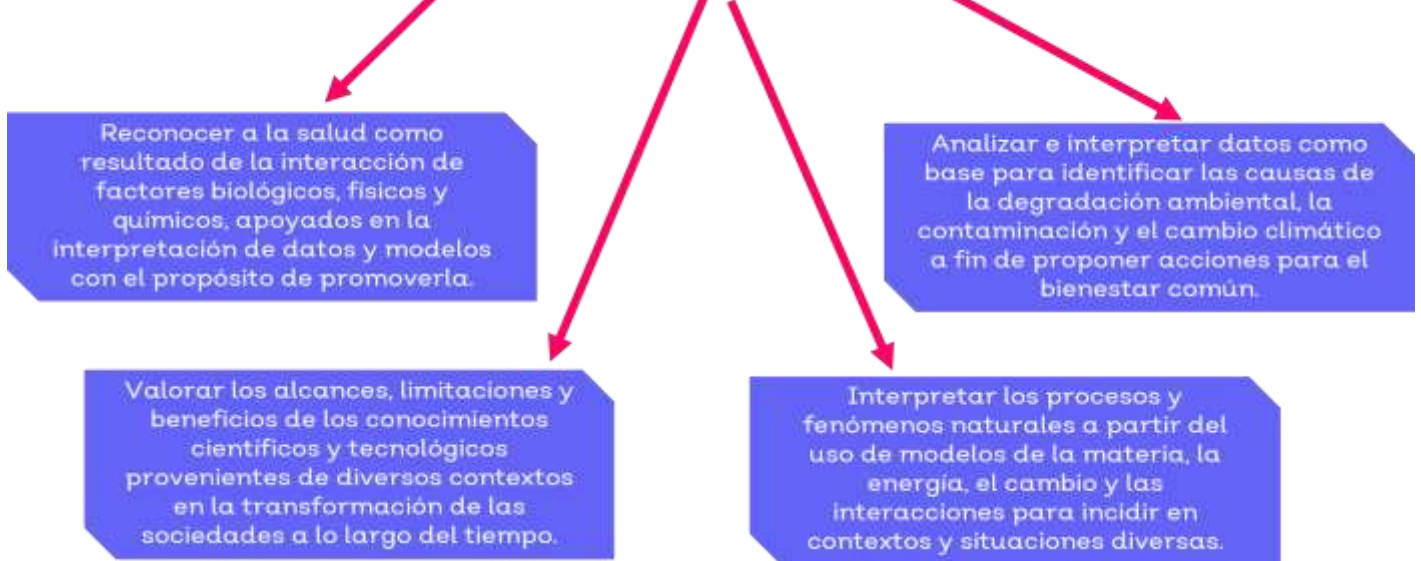 Reconocer a la salud como
resultado de la interacción de
factores biológicos, físicos y
químicos, apoyados en la
interpretación de datos y modelos
con el propósito de promoverla.
Analizar e interpretar datos como
base para identificar las causas de
la degradación ambiental, la
contaminación y el cambio climático
a fin de proponer acciones para el
bienestar común.
Valorar los alcances, limitaciones y
beneficios de los conocimientos
científicos y tecnológicos
provenientes de diversos contextos
en la transformación de las
sociedades a lo largo del tiempo.
Interpretar los procesos y
fenómenos naturales a partir del
uso de modelos de la materia, la
energía, el cambio y las
interacciones para incidir en
contextos y situaciones diversas.